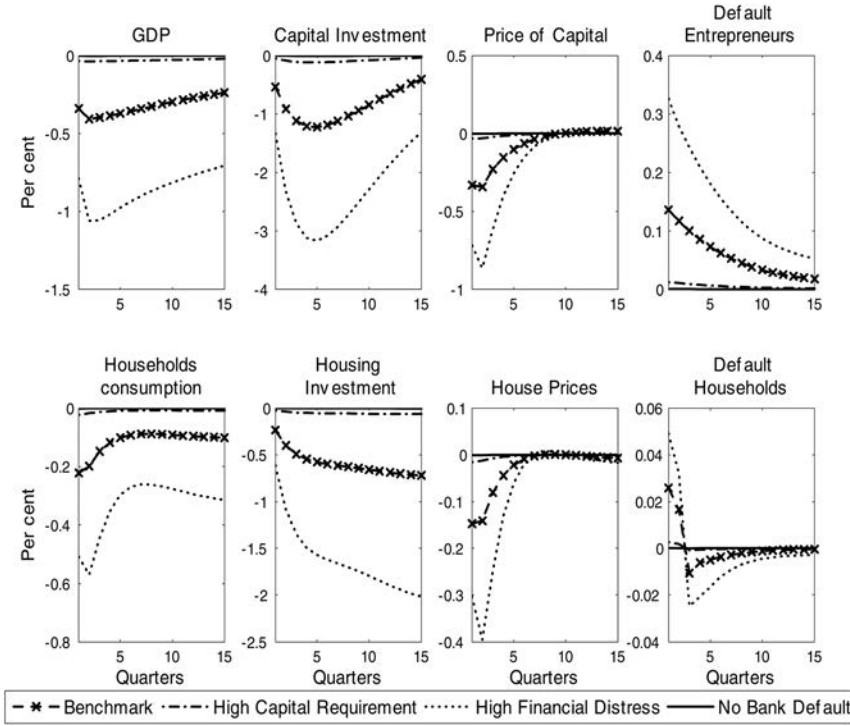 GDP
Capital Investment
Price of Capital
Default
Entrepreneurs
Per cent
0
-0.5
-1
-1.5
5 10 15
0
-1
-2
-3
-4
5 10 15
0.5
0
-0.5
-1
5 10 15
0.4
0.3
0.2
0.1
0
5 10 15
Households
consumption
Housing
Investment
House Prices
Default
Households
Per cent
0
-0.2
-0.4
-0.6
-0.8
5 10 15
Quarters
0
-0.5
-1
-1.5
-2
-2.5
5 10 15
Quarters
0.1
0
-0.1
-0.2
-0.3
-0.4
5 10 15
Quarters
0.06
0.04
0.02
0
-0.02
-0.04
5 10 15
Quarters
Benchmark High Capital Requirement High Financial Distress No Bank Default